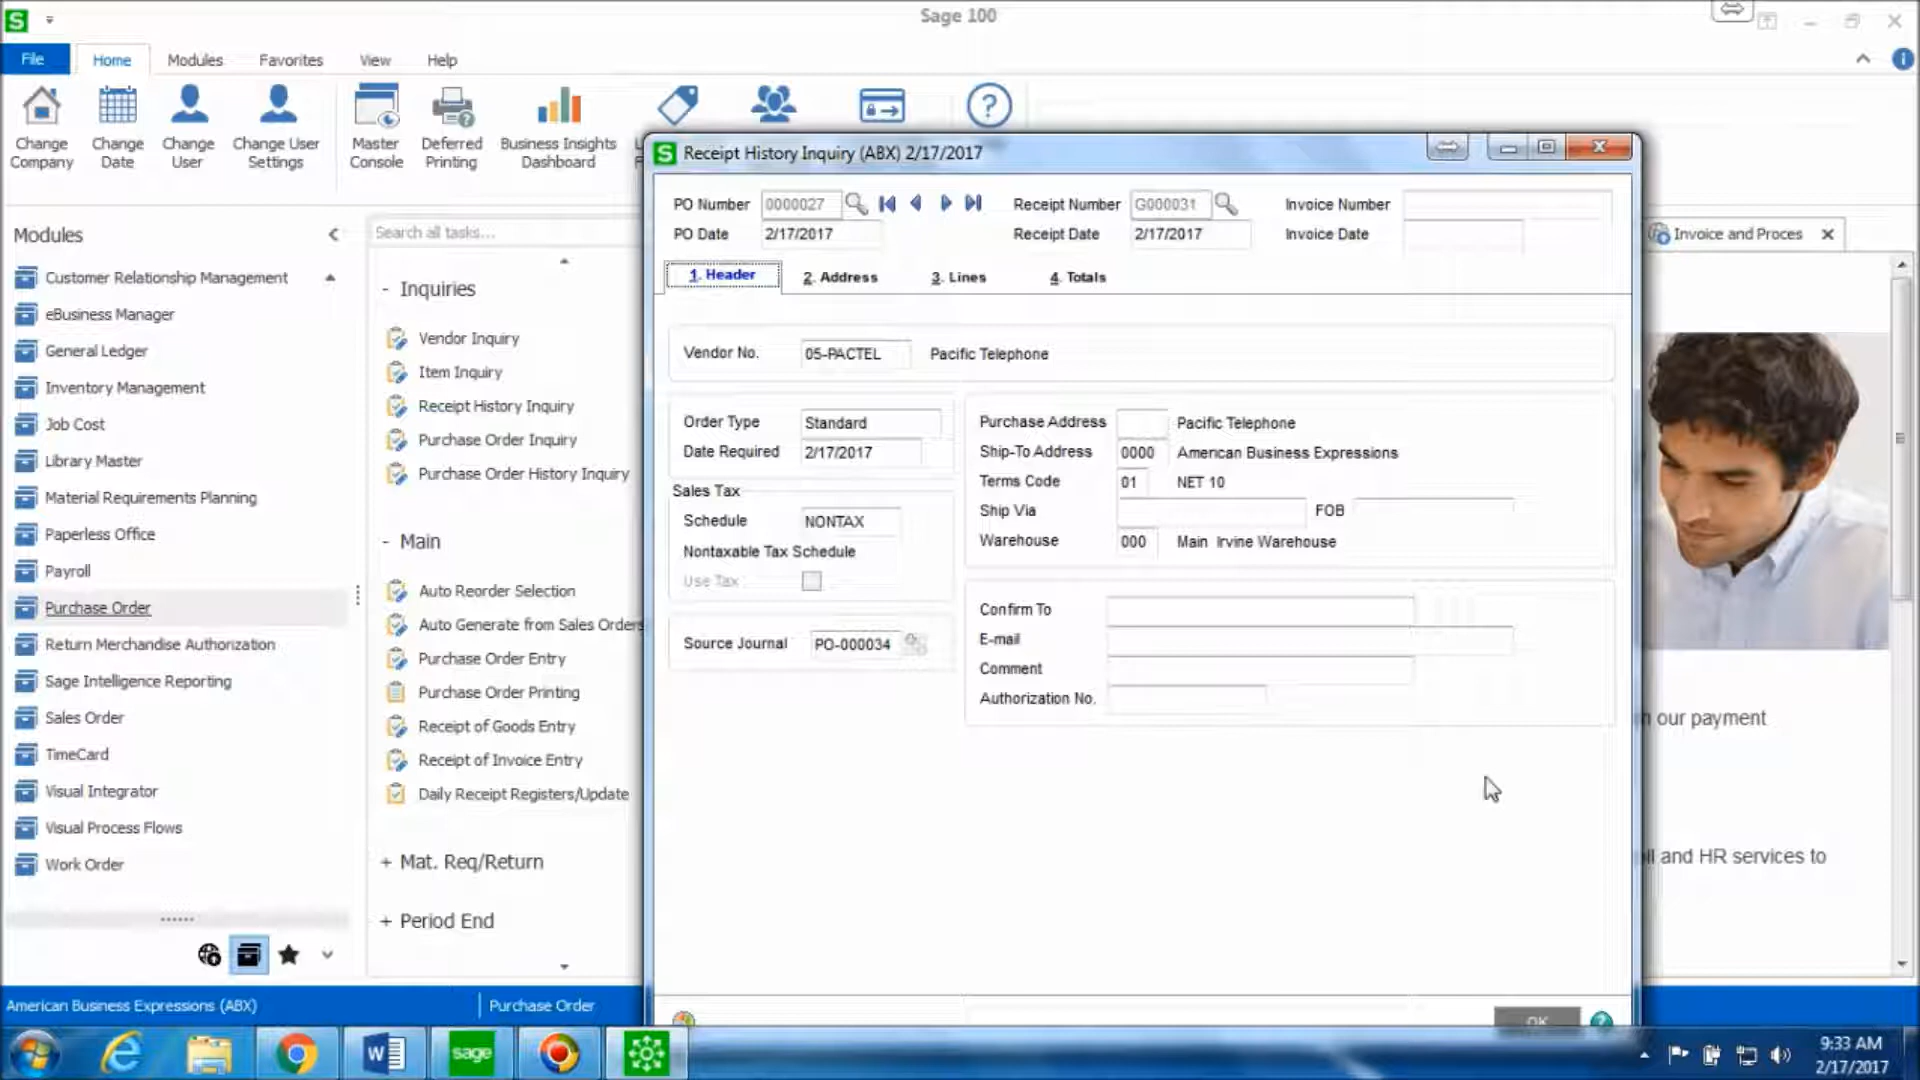 Sage 100
File Home Modules Favorites View Help
Change Company
Change Date
Change User
Change User Settings
Master Console
Deferred Printing
Business Insights Dashboard
Modules
Customer Relationship Management
eBusiness Manager
General Ledger
Inventory Management
Job Cost
Library Master
Material Requirements Planning
Paperless Office
Payroll
Purchase Order
Return Merchandise Authorization
Sage Intelligence Reporting
Sales Order
TimeCard
Visual Integrator
Visual Process Flows
Work Order
Search all tasks...
- Inquiries
Vendor Inquiry
Item Inquiry
Receipt History Inquiry
Purchase Order Inquiry
Purchase Order History Inquiry
- Main
Auto Reorder Selection
Auto Generate from Sales Orders
Purchase Order Entry
Purchase Order Printing
Receipt of Goods Entry
Receipt of Invoice Entry
Daily Receipt Registers/Update
+ Mat. Req/Return
+ Period End
S Receipt History Inquiry (ABX) 2/17/2017
PO Number 0000027 Receipt Number G000031 Invoice Number
PO Date 2/17/2017 Receipt Date 2/17/2017 Invoice Date
1. Header 2. Address 3. Lines 4. Totals
Vendor No. 05-PACTEL Pacific Telephone
Order Type Standard
Date Required 2/17/2017
Sales Tax
Schedule NONTAX
Nontaxable Tax Schedule
Use Tax
Source Journal PO-000034
Purchase Address Pacific Telephone
Ship-To Address 0000 American Business Expressions
Terms Code 01 NET 10
Ship Via FOB
Warehouse 000 Main Irvine Warehouse
Confirm To
E-mail
Comment
Authorization No.
OK
Invoice and Proces
our payment
and HR services to
American Business Expressions (ABX) Purchase Order
sage
9:33 AM
2/17/2017